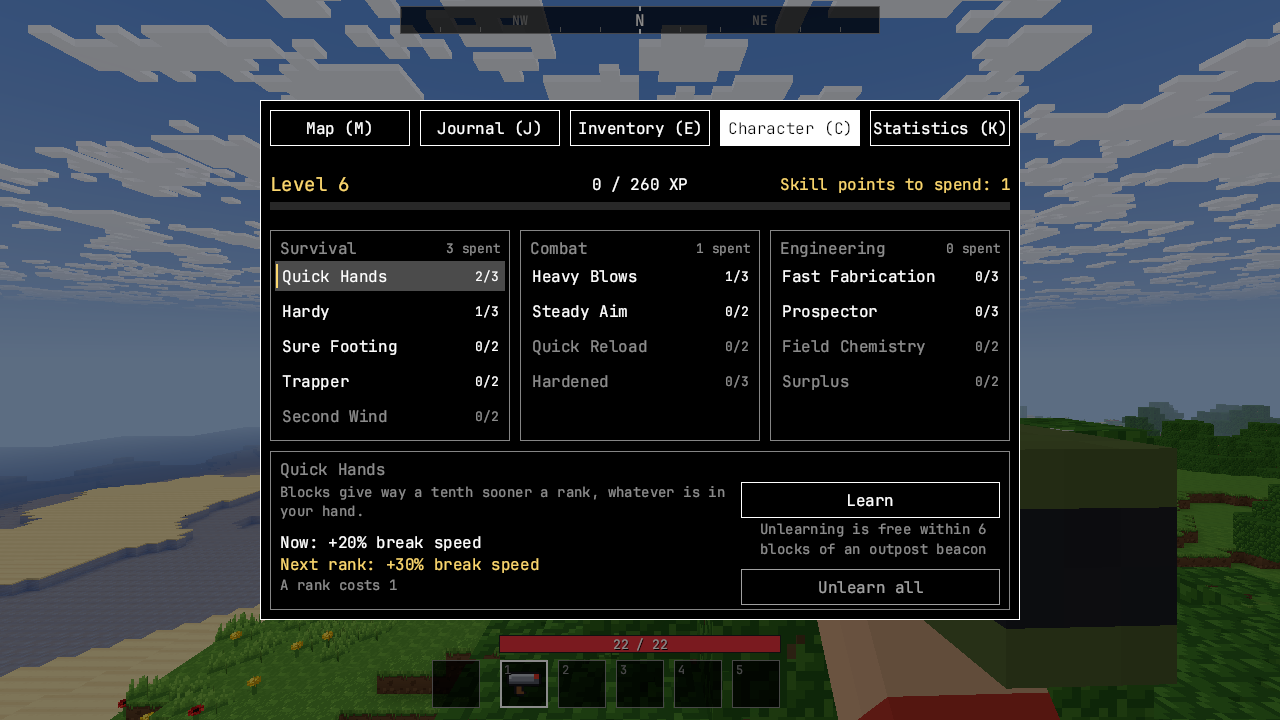 NW N NE
Map (M) Journal (J) Inventory (E) Character (C) Statistics (K)
Level 6 0 / 260 XP Skill points to spend: 1
Survival 3 spent
Quick Hands 2/3
Hardy 1/3
Sure Footing 0/2
Trapper 0/2
Second Wind 0/2
Combat 1 spent
Heavy Blows 1/3
Steady Aim 0/2
Quick Reload 0/2
Hardened 0/3
Engineering 0 spent
Fast Fabrication 0/3
Prospector 0/3
Field Chemistry 0/2
Surplus 0/2
Quick Hands
Blocks give way a tenth sooner a rank, whatever is in
your hand.
Now: +20% break speed
Next rank: +30% break speed
A rank costs 1
Learn
Unlearning is free within 6
blocks of an outpost beacon
Unlearn all
22 / 22
1 2 3 4 5